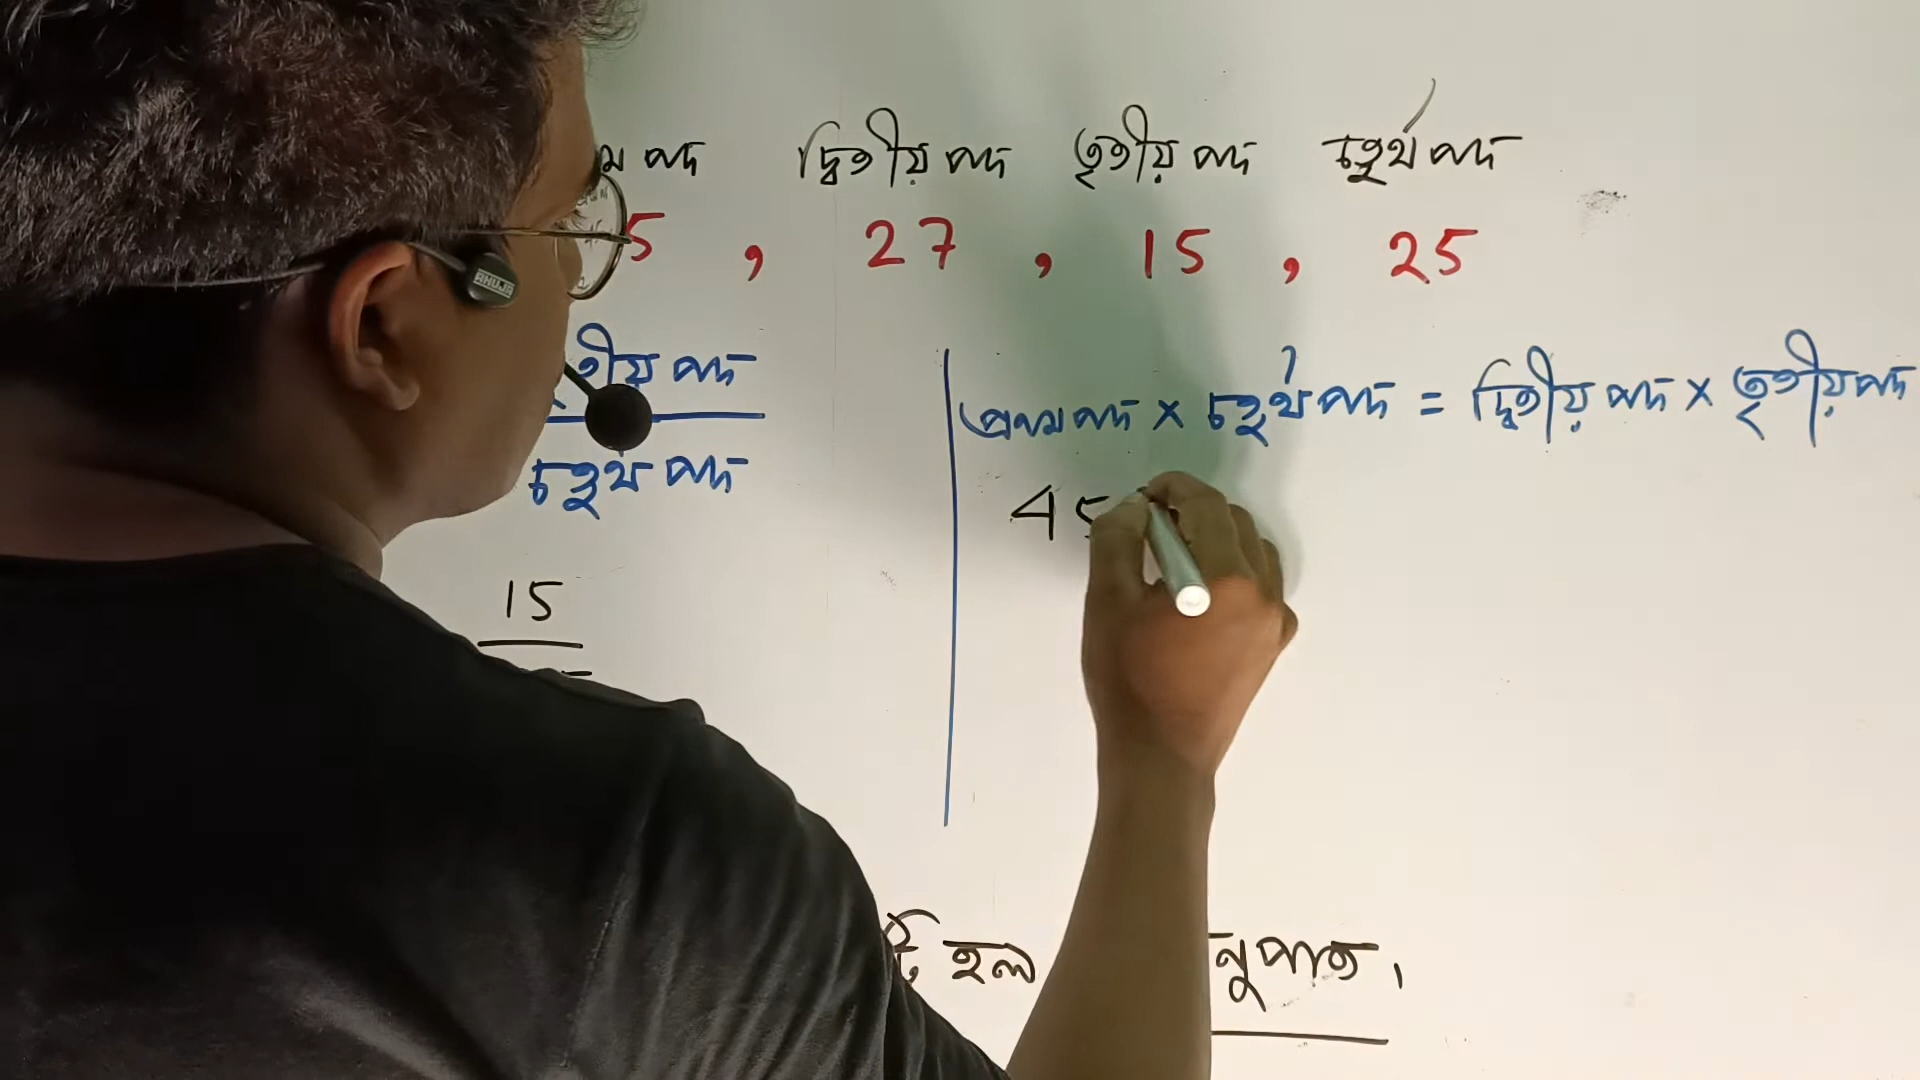 পদ দ্বিতীয় পদ তৃতীয় পদ চতুর্থ পদ
5 , 27 , 15 , 25
পদ
চতুর্থ পদ
প্রথম পদ × চতুর্থ পদ = দ্বিতীয় পদ × তৃতীয় পদ
45
15
হল
AHUJA